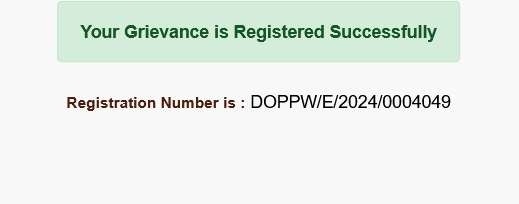 Your Grievance is Registered Successfully
Registration Number is : DOPPW/E/2024/0004049